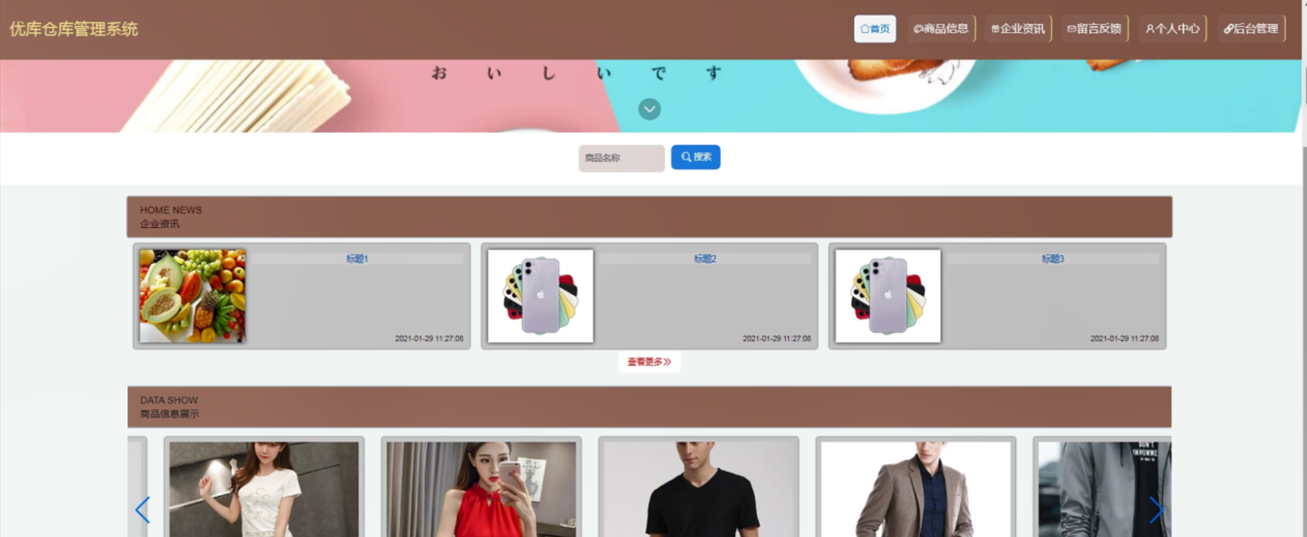 优库仓库管理系统
首页 商品信息 企业资讯 留言反馈 个人中心 后台管理
おいしいです
商品名称 搜索
HOME NEWS
企业资讯
标题1 标题2 标题3
2021-01-29 11:27:08 2021-01-29 11:27:08 2021-01-29 11:27:08
查看更多
DATA SHOW
商品信息展示